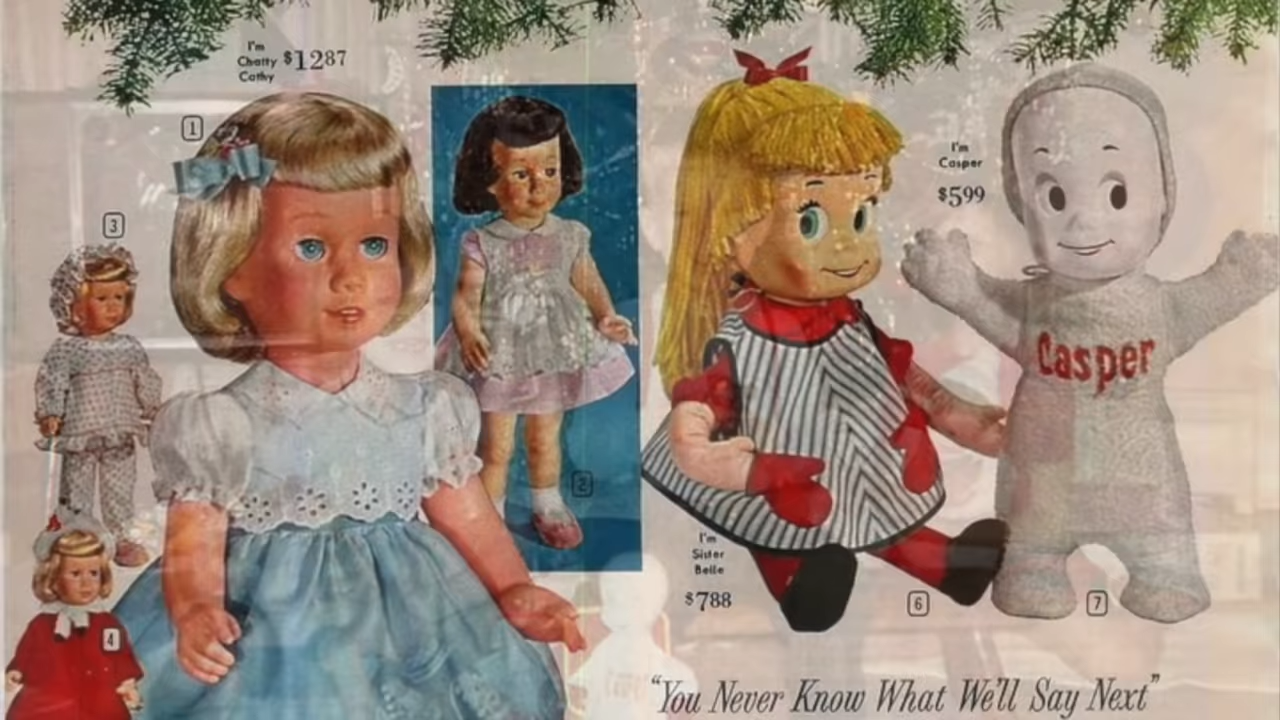 I'm
Chatty
Cathy
$12.87
1
3
2
4
I'm
Casper
$5.99
Casper
I'm
Sister
Belle
$7.88
6
7
"You Never Know What We'll Say Next"